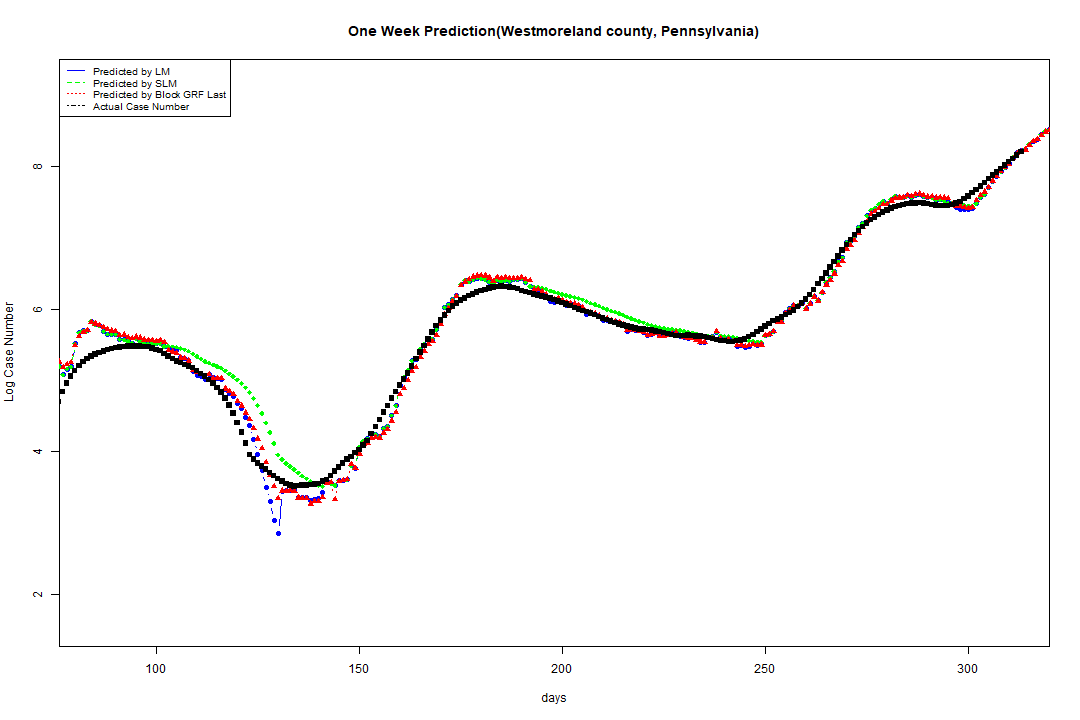 One Week Prediction(Westmoreland county, Pennsylvania)
Predicted by LM
Predicted by SLM
Predicted by Block GRF Last
Actual Case Number
8
6
4
2
Log Case Number
100 150 200 250 300
days